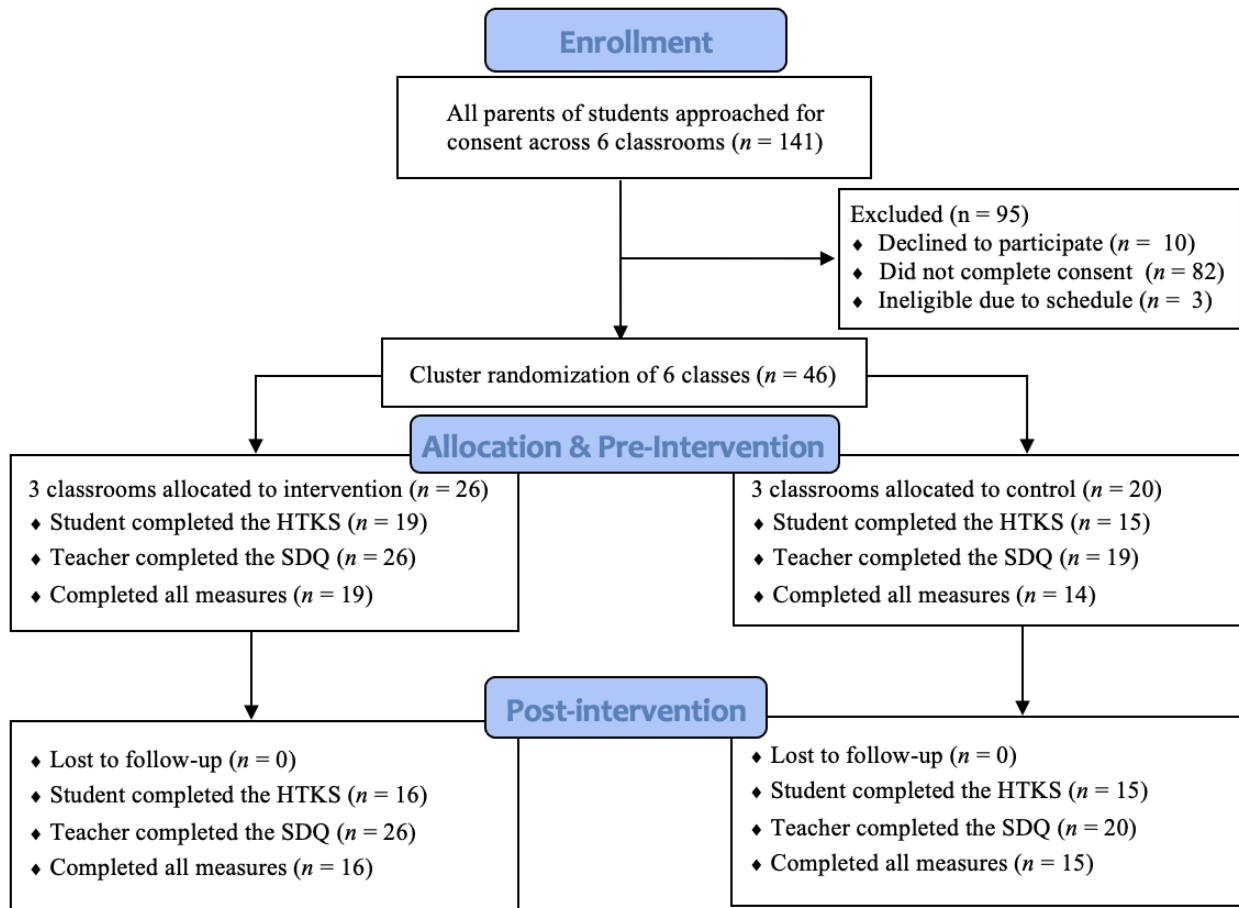 Enrollment
All parents of students approached for
consent across 6 classrooms (n = 141)
Excluded (n = 95)
♦ Declined to participate (n = 10)
♦ Did not complete consent (n = 82)
♦ Ineligible due to schedule (n = 3)
Cluster randomization of 6 classes (n = 46)
Allocation & Pre-Intervention
3 classrooms allocated to intervention (n = 26)
♦ Student completed the HTKS (n = 19)
♦ Teacher completed the SDQ (n = 26)
♦ Completed all measures (n = 19)
3 classrooms allocated to control (n = 20)
♦ Student completed the HTKS (n = 15)
♦ Teacher completed the SDQ (n = 19)
♦ Completed all measures (n = 14)
Post-intervention
♦ Lost to follow-up (n = 0)
♦ Student completed the HTKS (n = 16)
♦ Teacher completed the SDQ (n = 26)
♦ Completed all measures (n = 16)
♦ Lost to follow-up (n = 0)
♦ Student completed the HTKS (n = 15)
♦ Teacher completed the SDQ (n = 20)
♦ Completed all measures (n = 15)